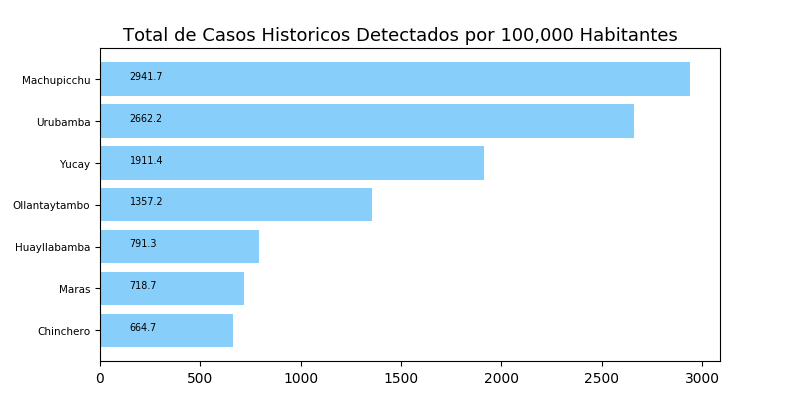 Total de Casos Historicos Detectados por 100,000 Habitantes
Machupicchu 2941.7
Urubamba 2662.2
Yucay 1911.4
Ollantaytambo 1357.2
Huayllabamba 791.3
Maras 718.7
Chinchero 664.7
0 500 1000 1500 2000 2500 3000